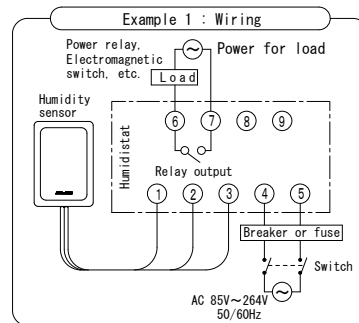 Example 1 : Wiring
Power relay,
Electromagnetic
switch, etc.
Power for load
Load
Humidity
sensor
Humidistat
6 7 8 9
Relay output
1 2 3 4 5
Breaker or fuse
Switch
AC 85V～264V
50/60Hz